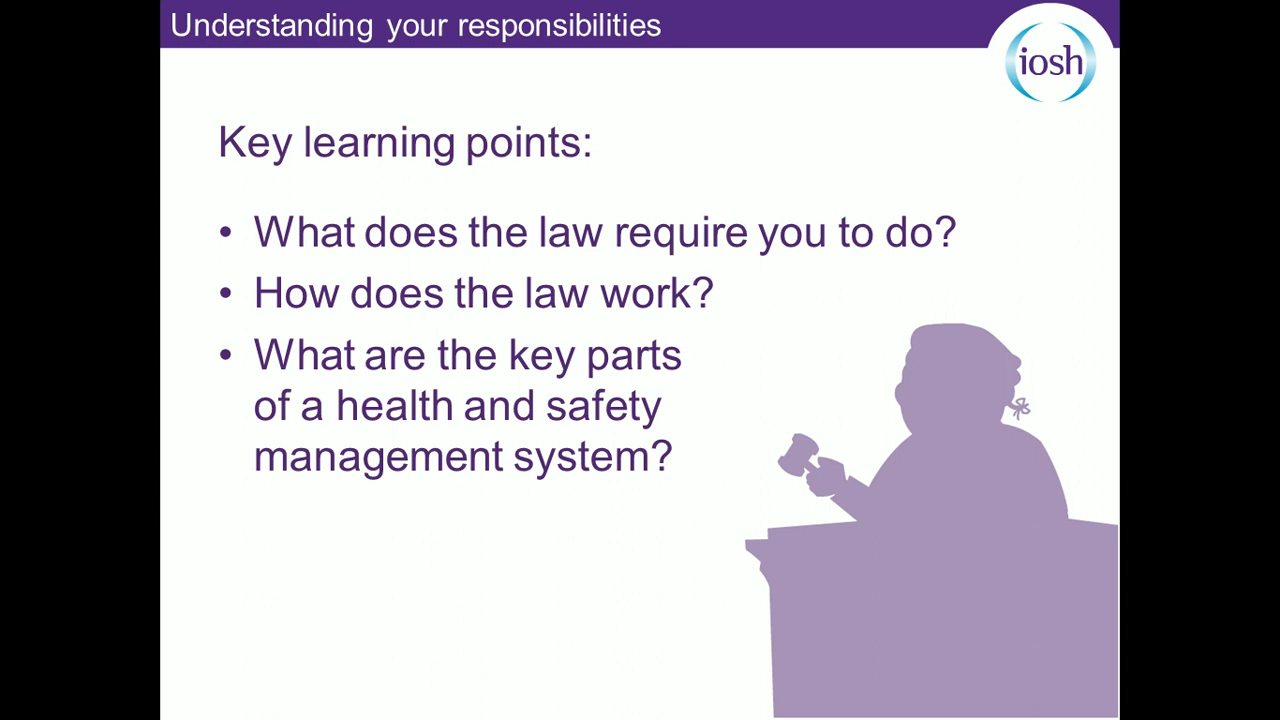 Understanding your responsibilities
iosh
Key learning points:
• What does the law require you to do?
• How does the law work?
• What are the key parts
of a health and safety
management system?